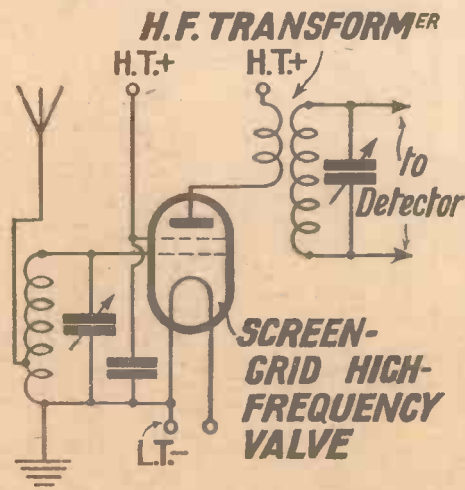 H.F. TRANSFORMER
H.T.+
H.T.+
to
Detector
SCREEN-
GRID HIGH-
FREQUENCY
VALVE
L.T.-